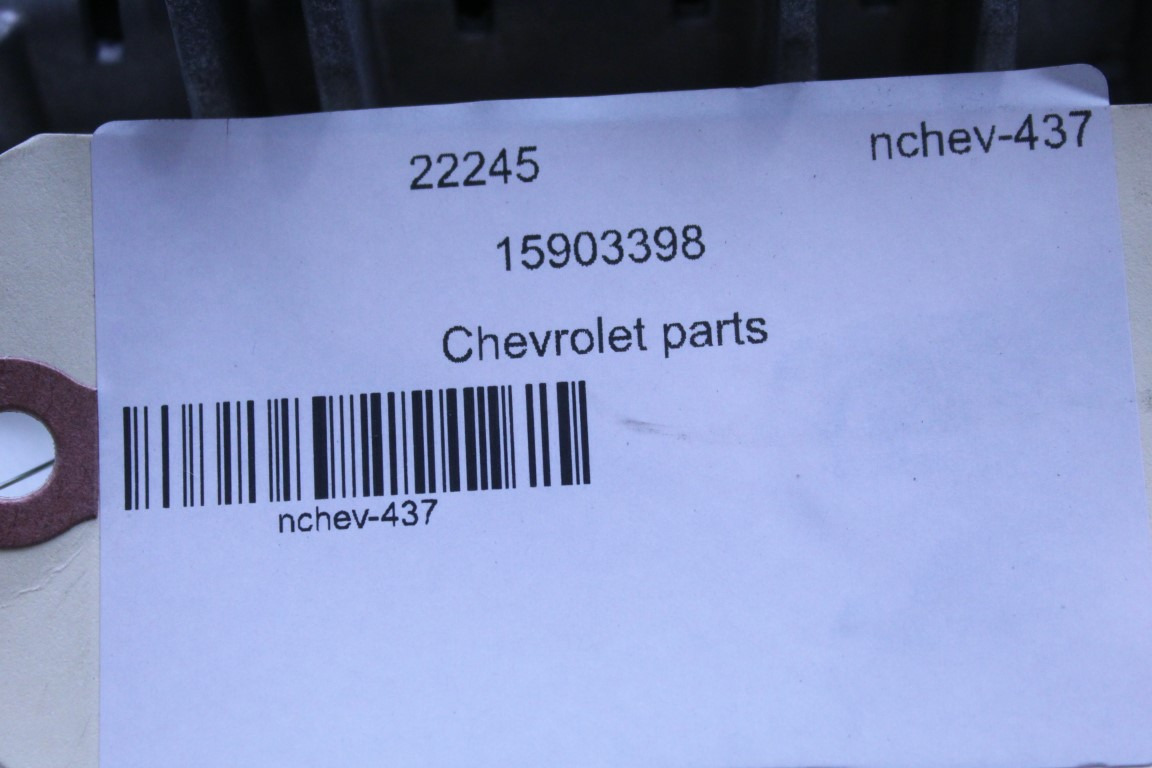 22245
nchev-437
15903398
Chevrolet parts
nchev-437